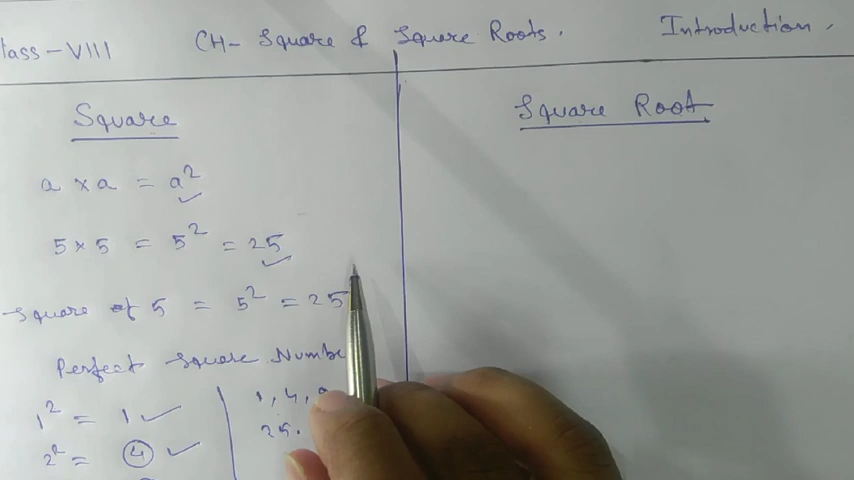 lass - VIII CH- Square & Square Roots. Introduction.
Square
a × a = a²
5 × 5 = 5² = 25
Square of 5 = 5² = 25
Perfect Square Numbe
1² = 1
2² = 4
1, 4, 9
25.
Square Root